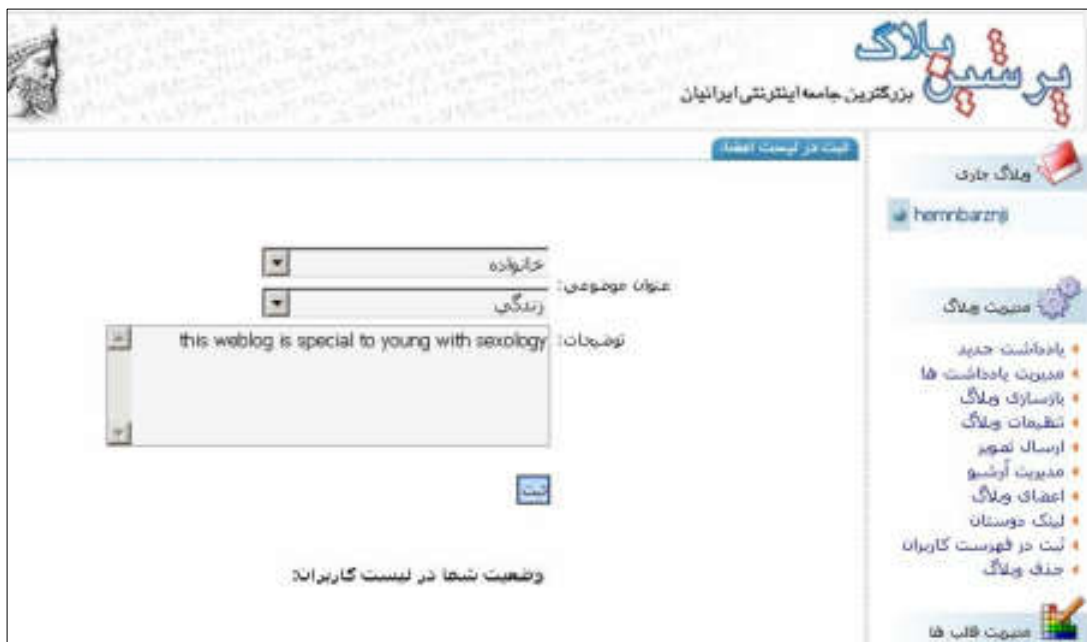 پرشین بلاگ
بزرگترین جامعه اینترنتی ایرانیان
ثبت در لیست اعضاء
وبلاگ جاری
hemnbarznji
عنوان موضوعی:
خانواده
زندگی
توضیحات:
this weblog is special to young with sexology
ثبت
وضعیت شما در لیست کاربران:
مدیریت وبلاگ
یادداشت جدید
مدیریت یادداشت ها
بازسازی وبلاگ
تنظیمات وبلاگ
ارسال تصویر
مدیریت آرشیو
اعضای وبلاگ
لینک دوستان
ثبت در فهرست کاربران
حذف وبلاگ
مدیریت قالب ها